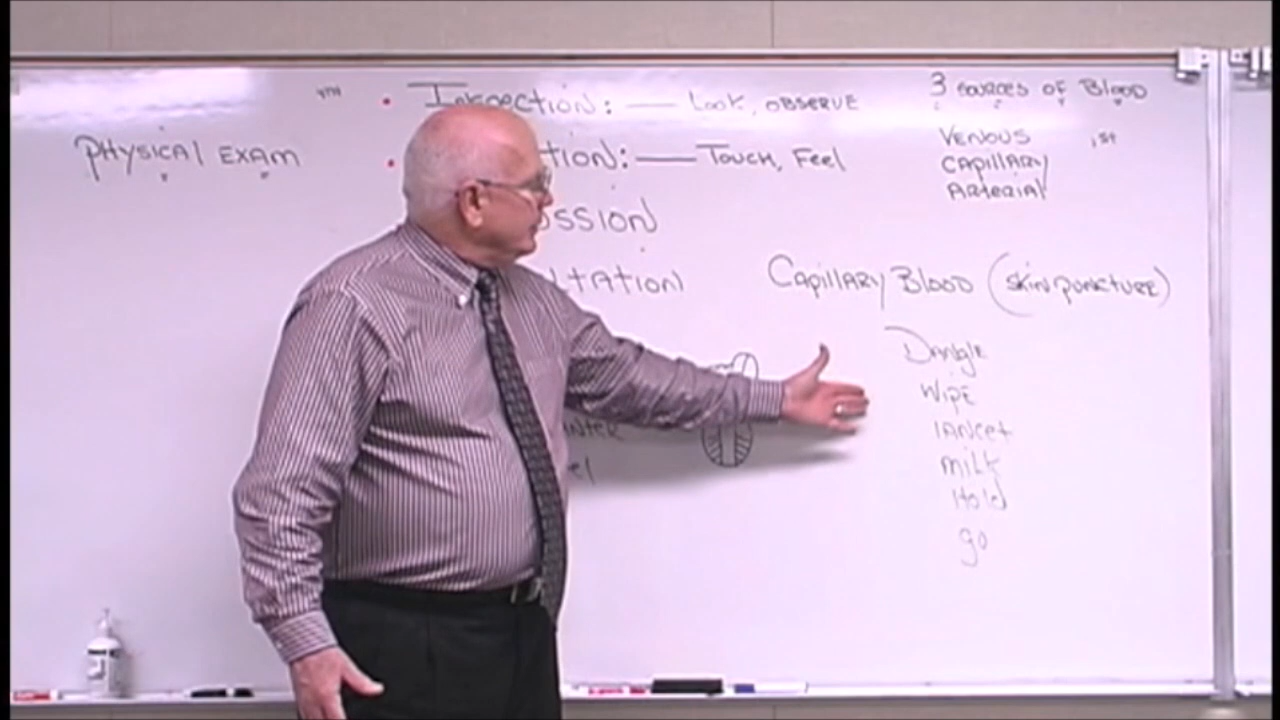 Inspection: — Look, OBSERVE
3 sources of Blood
Physical Exam
tion: — Touch, Feel
VENOUS 1st
CAPillARY
ARteRiAl
ssion
ltation
Capillary Blood (skin puncture)
Dangle
Wipe
lancet
milk
Hold
go